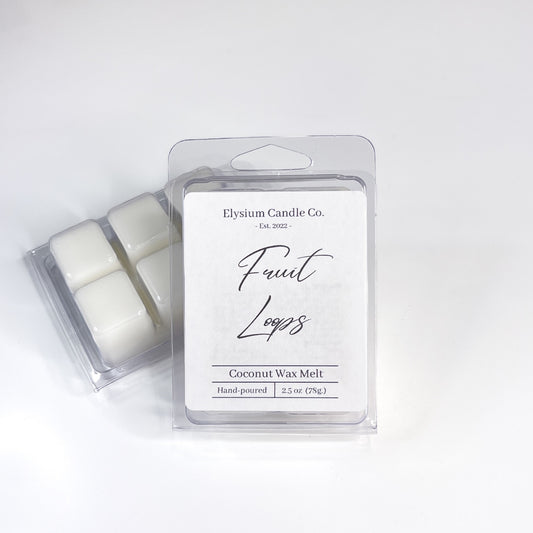 Elysium Candle Co.
- Est. 2022 -
Fruit
Loops
Coconut Wax Melt
Hand-poured 2.5 oz (78g.)